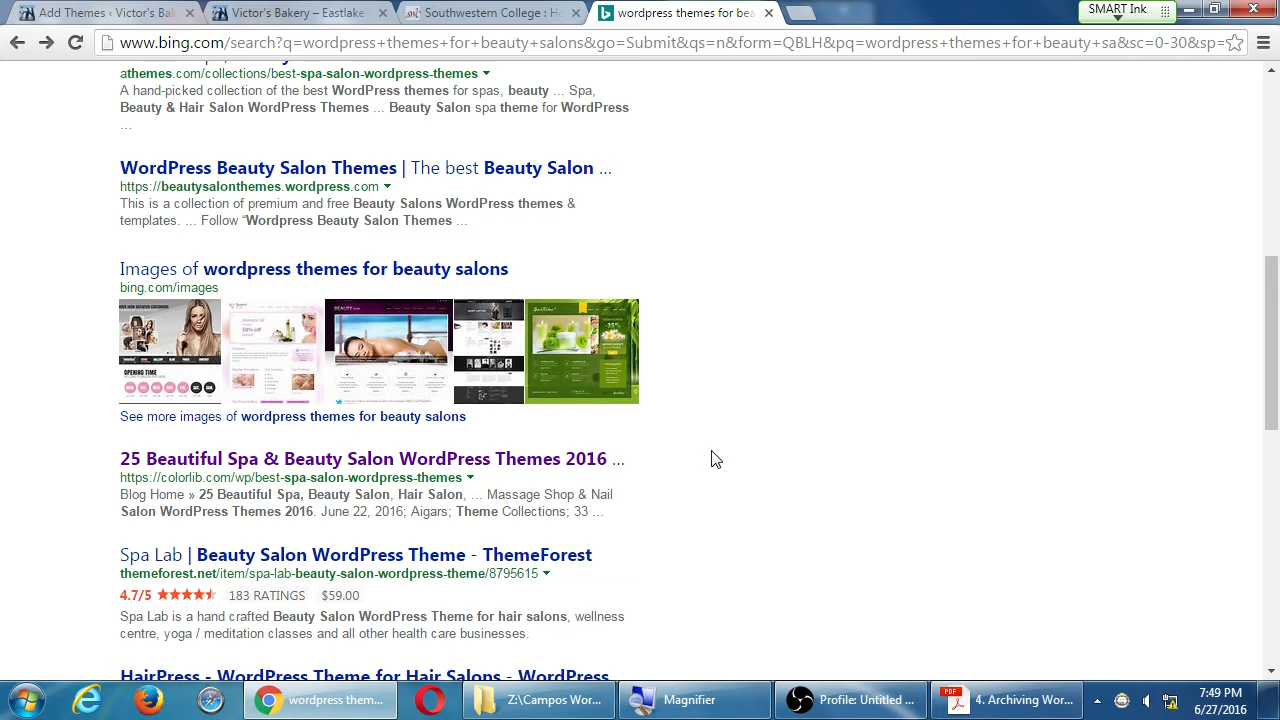 Add Themes ‹ Victor's Bakery
Victor's Bakery – Eastlake
Southwestern College : H
wordpress themes for bea
SMART Ink
www.bing.com/search?q=wordpress+themes+for+beauty+salons&go=Submit&qs=n&form=QBLH&pq=wordpress+themes+for+beauty+sa&sc=0-30&sp=
athemes.com/collections/best-spa-salon-wordpress-themes
A hand-picked collection of the best WordPress themes for spas, beauty ... Spa,
Beauty & Hair Salon WordPress Themes ... Beauty Salon spa theme for WordPress
...
WordPress Beauty Salon Themes | The best Beauty Salon ...
https://beautysalonthemes.wordpress.com
This is a collection of premium and free Beauty Salons WordPress themes &
templates. ... Follow “Wordpress Beauty Salon Themes ...
Images of wordpress themes for beauty salons
bing.com/images
OPENING TIME
See more images of wordpress themes for beauty salons
25 Beautiful Spa & Beauty Salon WordPress Themes 2016 ...
https://colorlib.com/wp/best-spa-salon-wordpress-themes
Blog Home » 25 Beautiful Spa, Beauty Salon, Hair Salon, ... Massage Shop & Nail
Salon WordPress Themes 2016. June 22, 2016; Aigars; Theme Collections; 33 ...
Spa Lab | Beauty Salon WordPress Theme - ThemeForest
themeforest.net/item/spa-lab-beauty-salon-wordpress-theme/8795615
4.7/5 183 RATINGS $59.00
Spa Lab is a hand crafted Beauty Salon WordPress Theme for hair salons, wellness
centre, yoga / meditation classes and all other health care businesses.
HairPress - WordPress Theme for Hair Salons - WordPress
wordpress them...
Z:\Campos Wor...
Magnifier
Profile: Untitled ...
PDF
4. Archiving Wor...
7:49 PM
6/27/2016